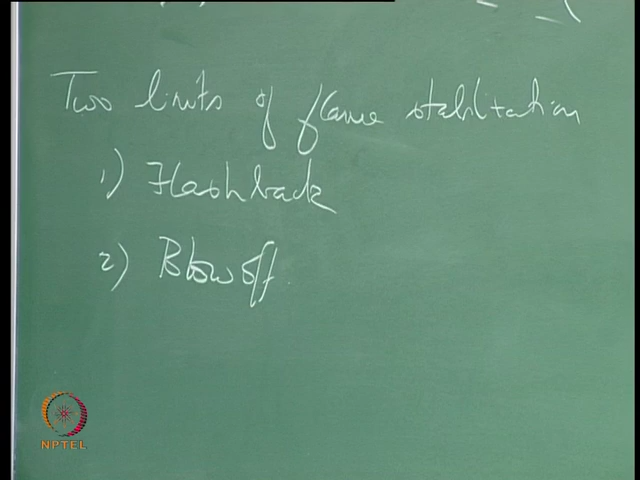 Two limits of flame stabilization
1) Flashback
2) Blow off
NPTEL